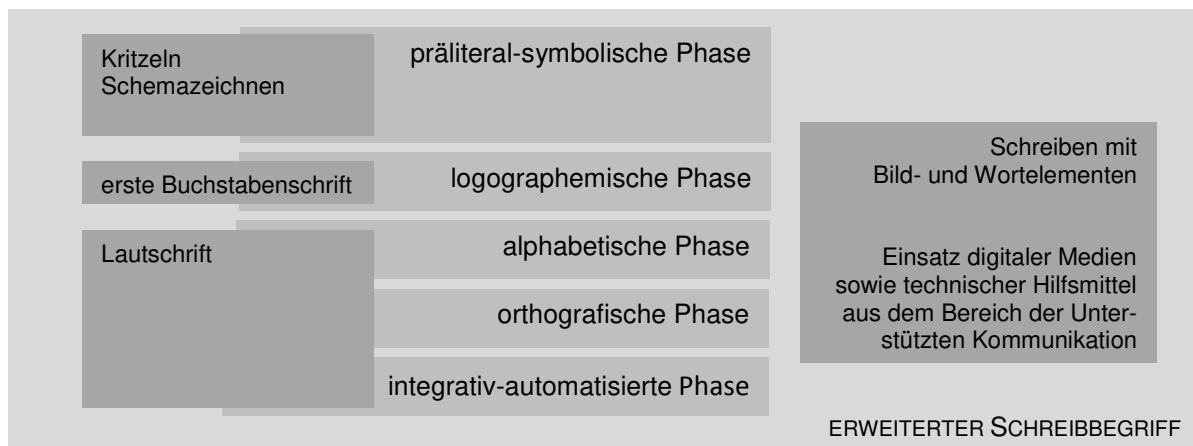 Kritzeln
Schemazeichnen
präliteral-symbolische Phase
erste Buchstabenschrift
logographemische Phase
Lautschrift
alphabetische Phase
orthografische Phase
integrativ-automatisierte Phase
Schreiben mit
Bild- und Wortelementen
Einsatz digitaler Medien
sowie technischer Hilfsmittel
aus dem Bereich der Unter-
stützten Kommunikation
ERWEITERTER SCHREIBBEGRIFF